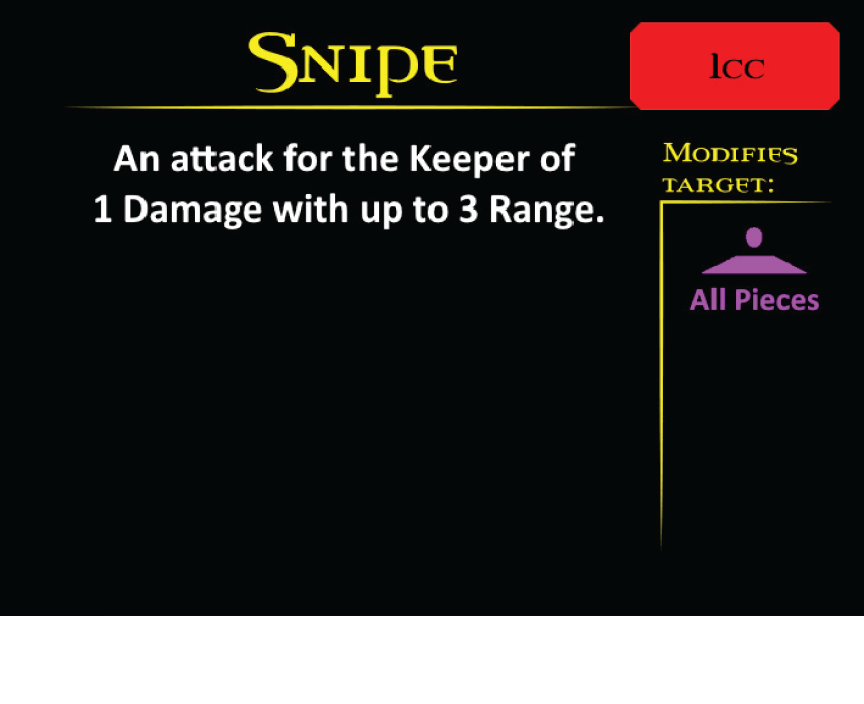 Snipe
1cc
An attack for the Keeper of
1 Damage with up to 3 Range.
Modifies
target:
All Pieces